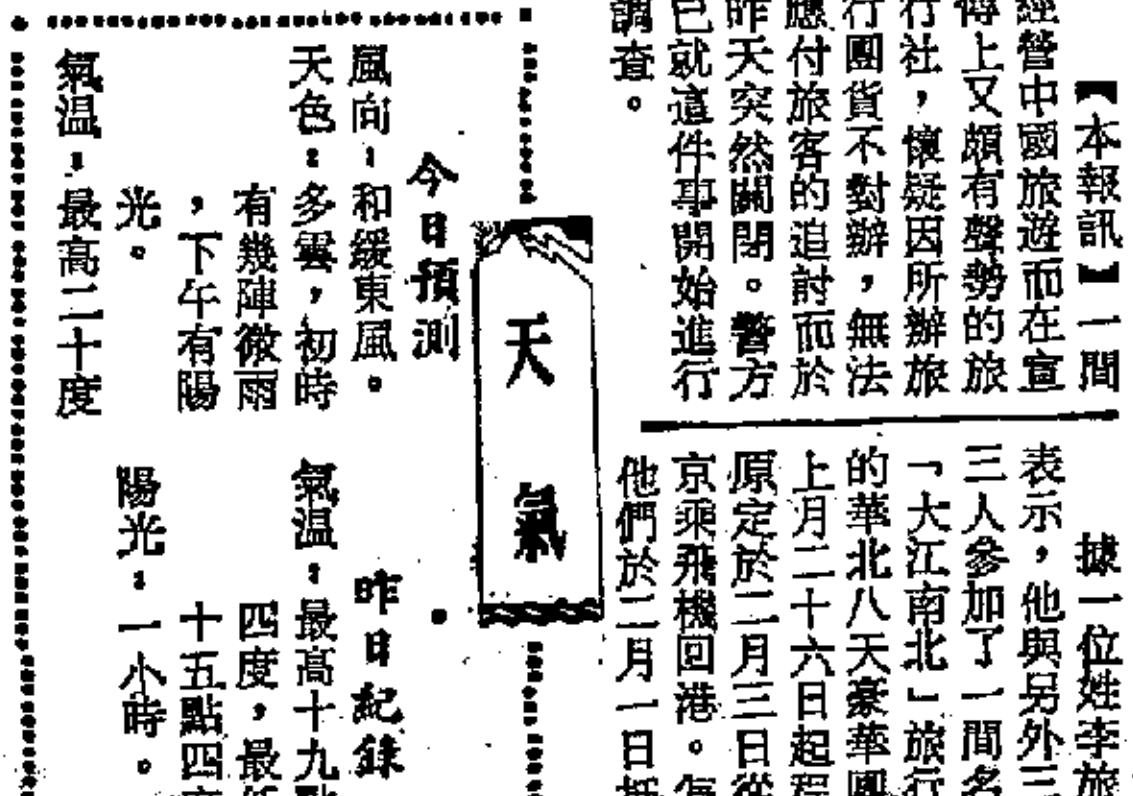 【本報訊】一間
經營中國旅遊而在宣
傳上又頗有聲勢的旅
行社,懷疑因所辦旅
行團貨不對辦,無法
應付旅客的追討而於
昨天突然關閉。警方
已就這件事開始進行
調查。
據一位姓李旅
表示,他與另外三
三人參加了一間名
「大江南北」旅行
的華北八天豪華團
上月二十六日起程
原定於二月三日從
京乘飛機回港。
他們於二月一日抵
天氣
今日預測
風向:和緩東風。
天色:多雲,初時
有幾陣微雨
,下午有陽
光。
氣温:最高二十度
昨日紀錄
氣温:最高十九點
四度,最低
十五點四度
陽光:一小時。